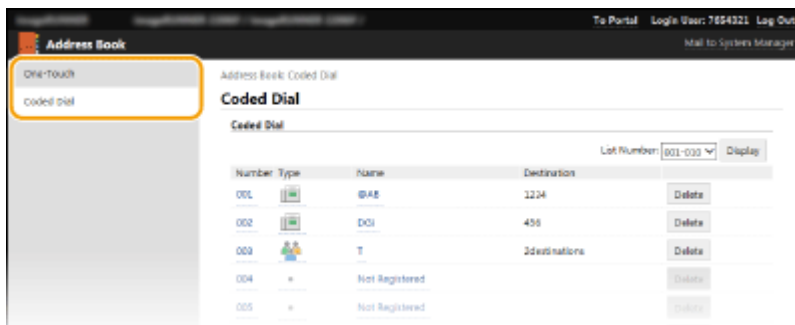 To Portal Login User: 7654321 Log Out
Address Book
Mail to System Manager
One-Touch
Coded Dial
Address Book: Coded Dial
Coded Dial
Coded Dial
List Number: 001-010 Display
Number Type Name Destination
001 @AB 1234 Delete
002 DGJ 456 Delete
003 T 2destinations Delete
004 Not Registered Delete
005 Not Registered Delete